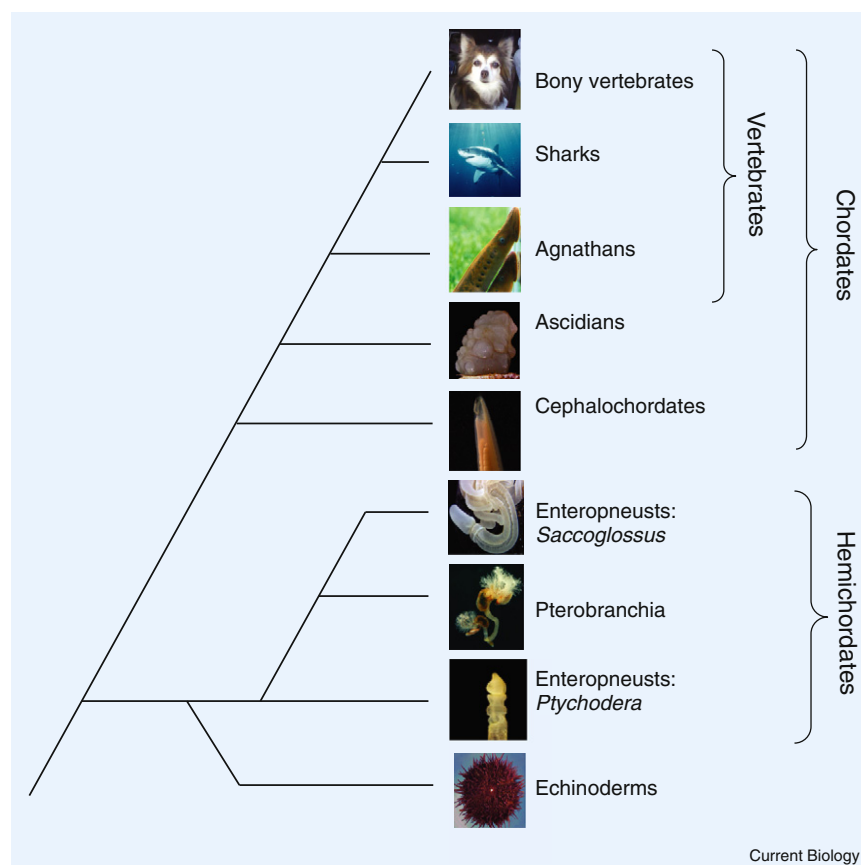 Bony vertebrates
Sharks
Agnathans
Ascidians
Cephalochordates
Enteropneusts:
Saccoglossus
Pterobranchia
Enteropneusts:
Ptychodera
Echinoderms
Vertebrates
Chordates
Hemichordates
Current Biology